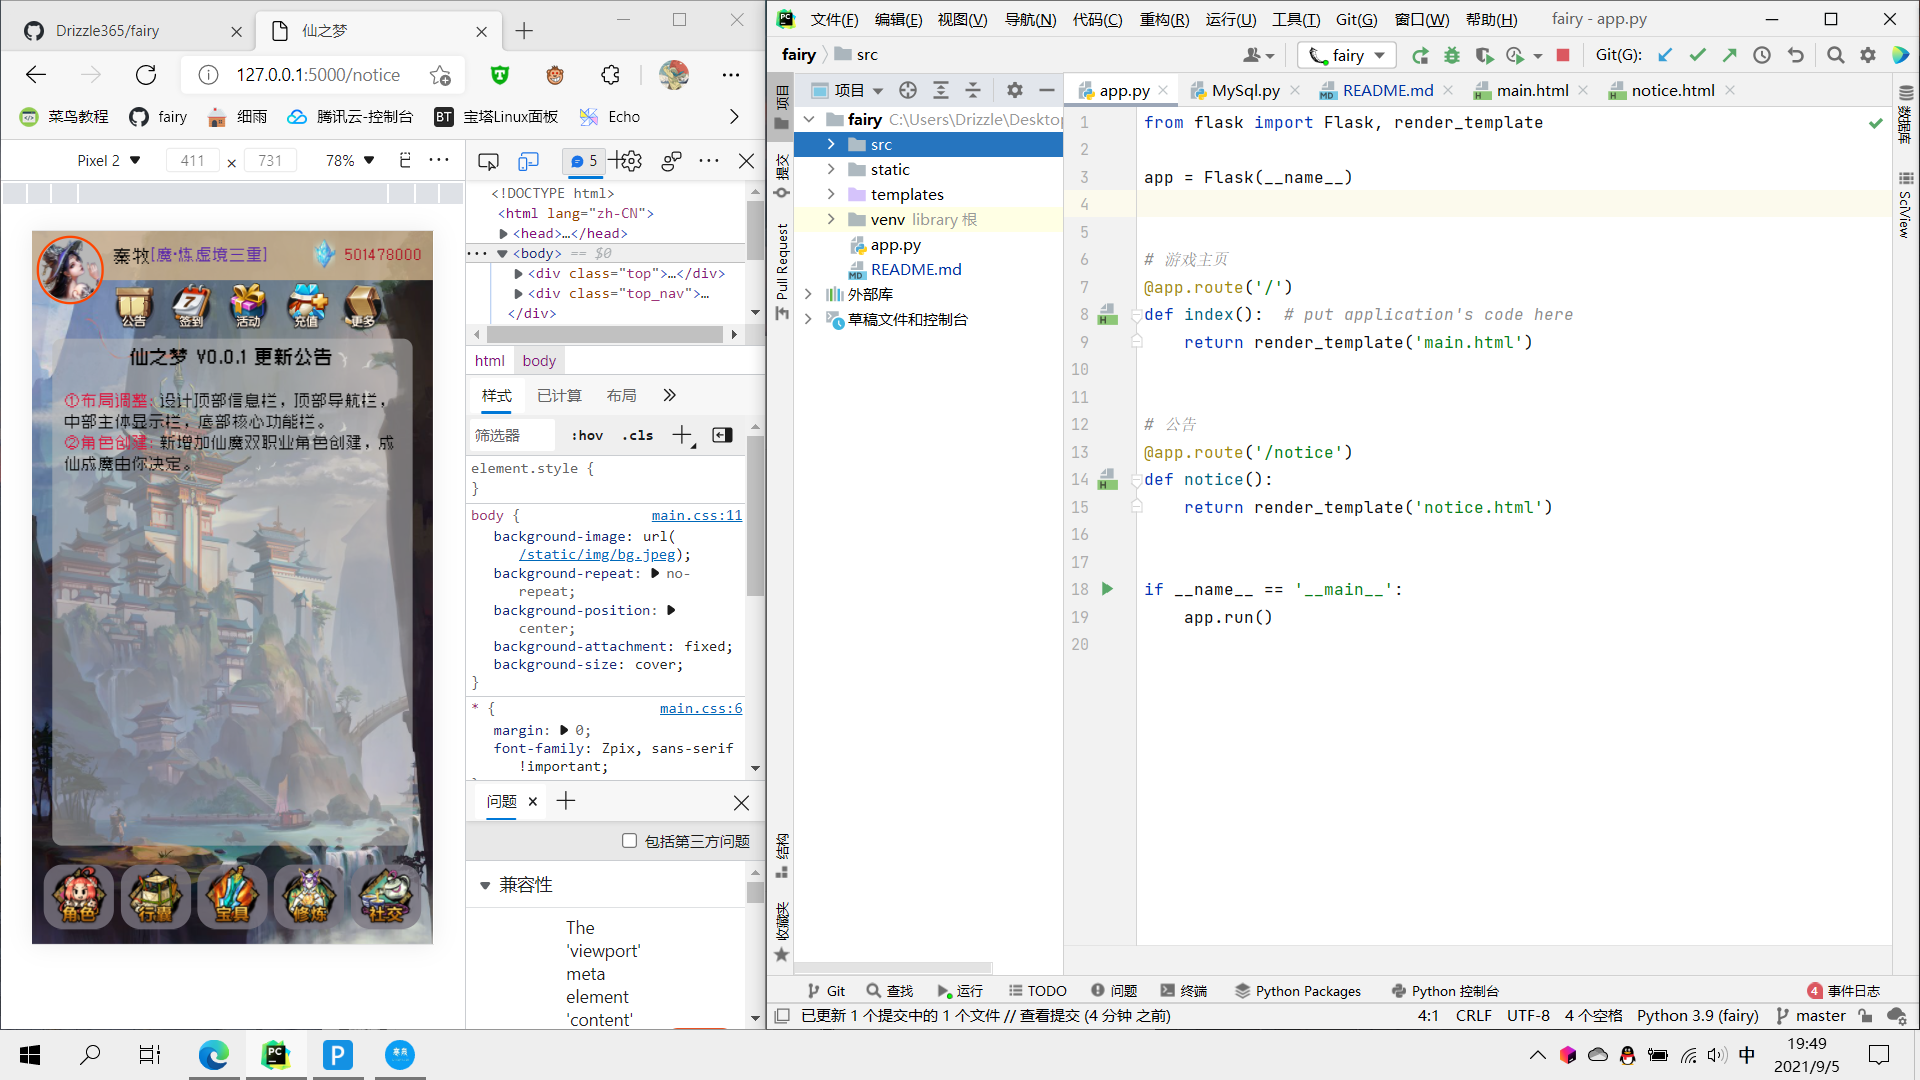 Drizzle365/fairy
仙之梦
127.0.0.1:5000/notice
菜鸟教程
fairy
细雨
腾讯云-控制台
BT
宝塔Linux面板
Echo
Pixel 2
411
×
731
78%
5
<!DOCTYPE html>
<html lang="zh-CN">
<head>…</head>
··· <body> == $0
<div class="top">…</div>
<div class="top_nav">…
</div>
html
body
样式
已计算
布局
筛选器
:hov
.cls
element.style {
}
body {
main.css:11
background-image: url(
/static/img/bg.jpeg);
background-repeat: no-
repeat;
background-position:
center;
background-attachment: fixed;
background-size: cover;
}
* {
main.css:6
margin: 0;
font-family: Zpix, sans-serif
!important;
问题
包括第三方问题
兼容性
The
'viewport'
meta
element
'content'
秦牧[魔·炼虚境三重]
501478000
公告
签到
活动
充值
更多
仙之梦 V0.0.1 更新公告
①布局调整: 设计顶部信息栏，顶部导航栏，
中部主体显示栏，底部核心功能栏。
②角色创建: 新增加仙魔双职业角色创建，成
仙成魔由你决定。
角色
行囊
宝具
修炼
社交
文件(F)
编辑(E)
视图(V)
导航(N)
代码(C)
重构(R)
运行(U)
工具(T)
Git(G)
窗口(W)
帮助(H)
fairy - app.py
fairy
src
fairy
Git(G):
项目
提交
Pull Request
结构
收藏夹
项目
fairy C:\Users\Drizzle\Desktop
src
static
templates
venv library 根
app.py
README.md
外部库
草稿文件和控制台
app.py
MySql.py
README.md
main.html
notice.html
数据库
SciView
1 from flask import Flask, render_template
2
3 app = Flask(__name__)
4
5
6 # 游戏主页
7 @app.route('/')
8 def index():  # put application's code here
9     return render_template('main.html')
10
11
12 # 公告
13 @app.route('/notice')
14 def notice():
15     return render_template('notice.html')
16
17
18 if __name__ == '__main__':
19     app.run()
20
Git
查找
运行
TODO
问题
终端
Python Packages
Python 控制台
4 事件日志
已更新 1 个提交中的 1 个文件 // 查看提交 (4 分钟 之前)
4:1
CRLF
UTF-8
4 个空格
Python 3.9 (fairy)
master
中
19:49
2021/9/5